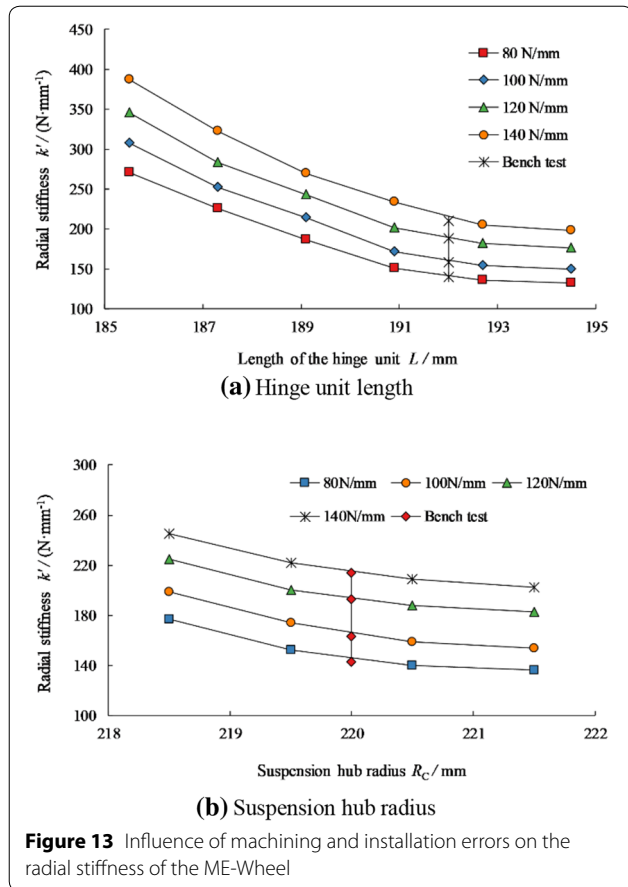 450
400
350
300
250
200
150
100
Radial stiffness k′ / (N·mm⁻¹)
80 N/mm
100 N/mm
120 N/mm
140 N/mm
Bench test
185 187 189 191 193 195
Length of the hinge unit L / mm
(a) Hinge unit length
300
260
220
180
140
100
Radial stiffness k′ / (N·mm⁻¹)
80N/mm 100N/mm 120N/mm
140N/mm Bench test
218 219 220 221 222
Suspension hub radius R_C / mm
(b) Suspension hub radius
Figure 13 Influence of machining and installation errors on the
radial stiffness of the ME-Wheel